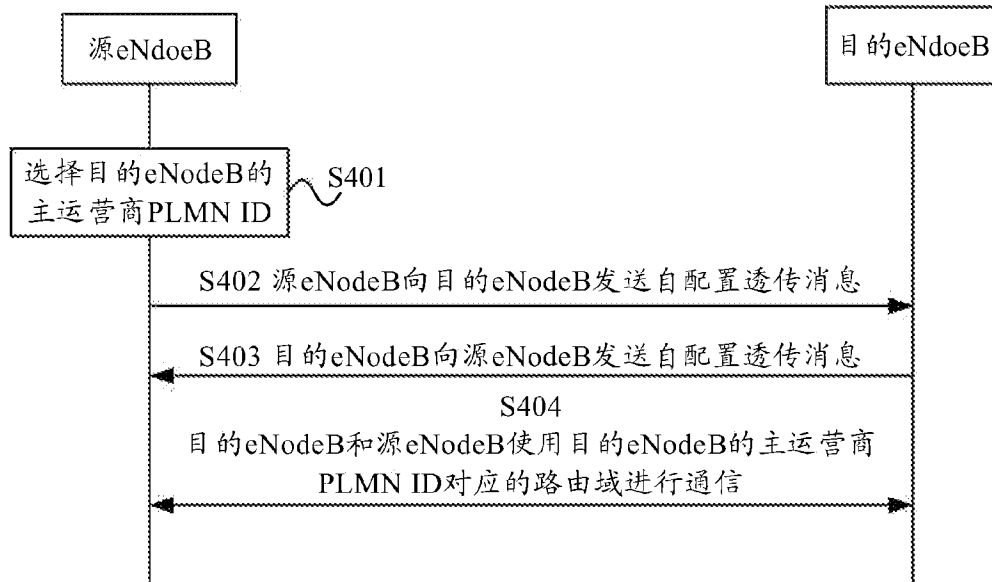 源eNdoeB
目的eNdoeB
选择目的eNodeB的
主运营商PLMN ID
S401
S402 源eNodeB向目的eNodeB发送自配置透传消息
S403 目的eNodeB向源eNodeB发送自配置透传消息
S404
目的eNodeB和源eNodeB使用目的eNodeB的主运营商
PLMN ID对应的路由域进行通信